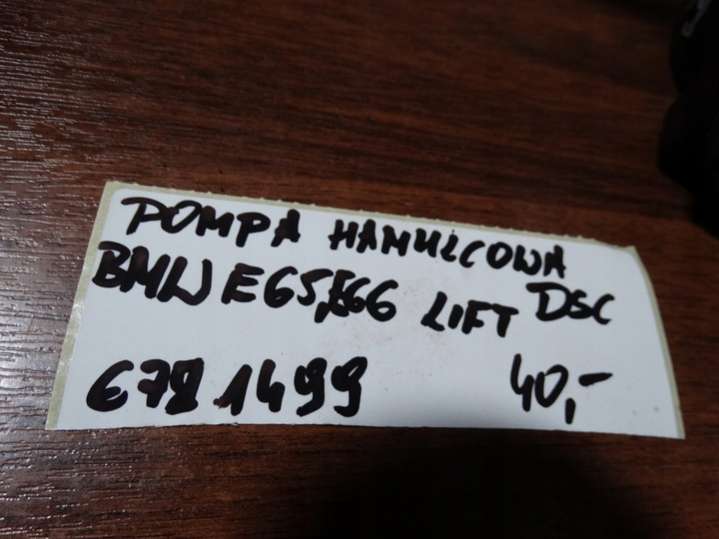 POMPA HAMULCOWA
BMW E65,E66 LIFT DSC
6781499 40,-